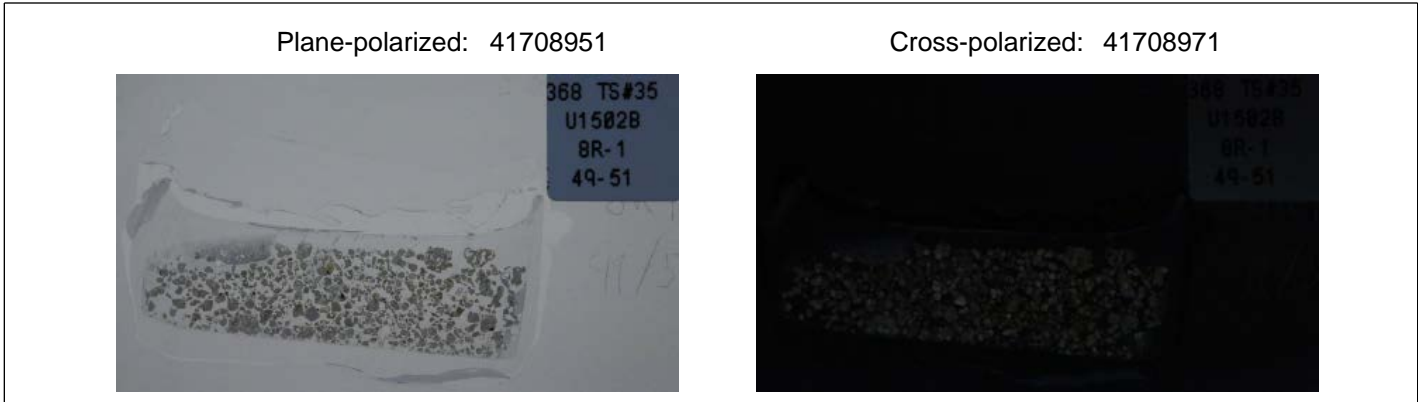 Plane-polarized: 41708951
Cross-polarized: 41708971
368 TS#35
U1502B
8R-1
49-51
368 TS#35
U1502B
8R-1
49-51